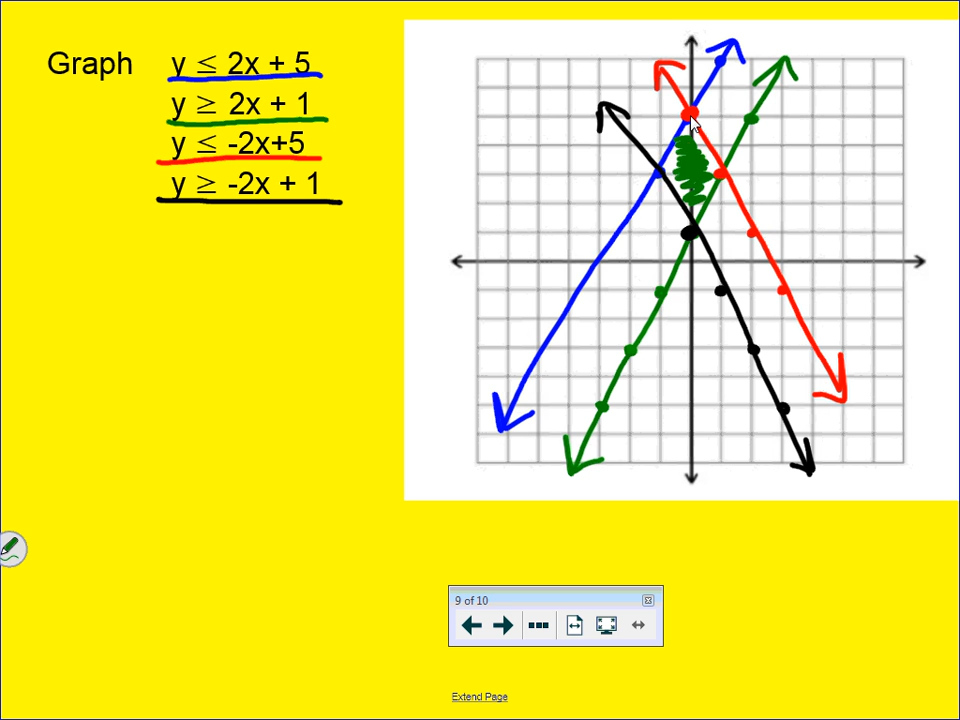 Graph y ≤ 2x + 5
y ≥ 2x + 1
y ≤ -2x+5
y ≥ -2x + 1
9 of 10
Extend Page